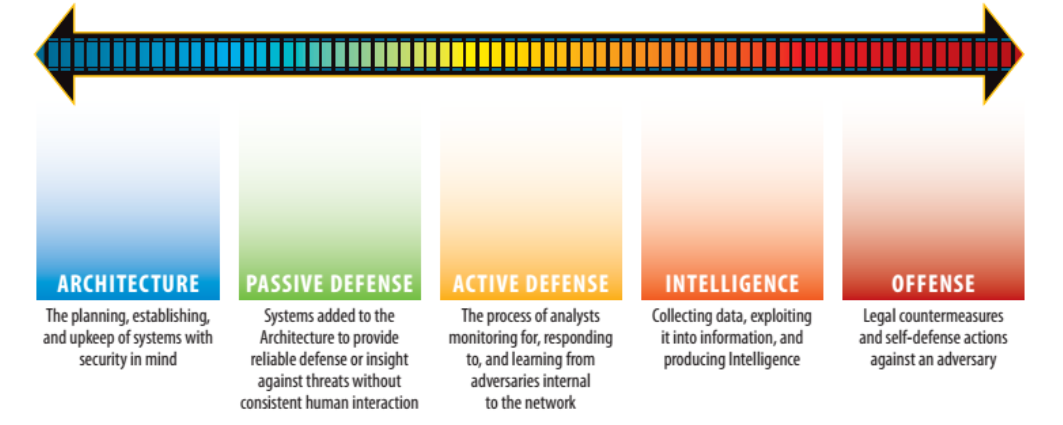 ARCHITECTURE
The planning, establishing,
and upkeep of systems with
security in mind
PASSIVE DEFENSE
Systems added to the
Architecture to provide
reliable defense or insight
against threats without
consistent human interaction
ACTIVE DEFENSE
The process of analysts
monitoring for, responding
to, and learning from
adversaries internal
to the network
INTELLIGENCE
Collecting data, exploiting
it into information, and
producing Intelligence
OFFENSE
Legal countermeasures
and self-defense actions
against an adversary